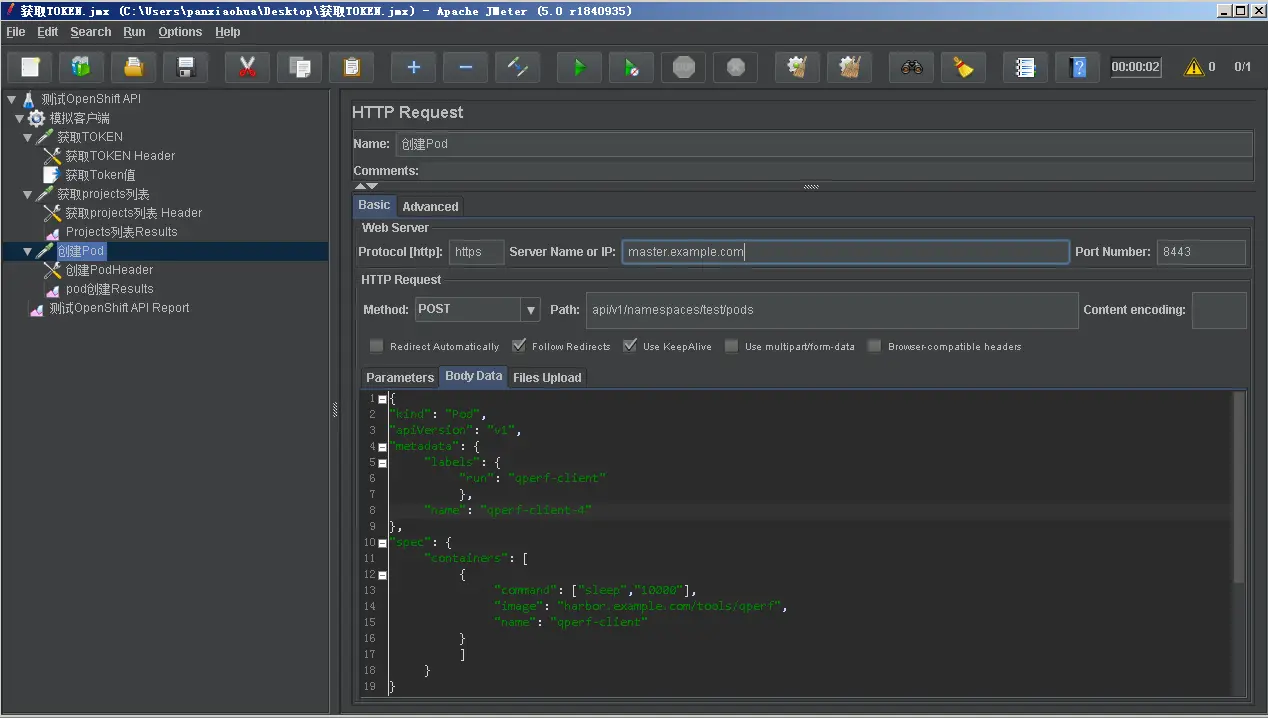 获取TOKEN.jmx (C:\Users\panxiaohua\Desktop\获取TOKEN.jmx) - Apache JMeter (5.0 r1840935)
File Edit Search Run Options Help
00:00:02 0 0/1
测试OpenShift API
模拟客户端
获取TOKEN
获取TOKEN Header
获取Token值
获取projects列表
获取projects列表 Header
Projects列表Results
创建Pod
创建PodHeader
pod创建Results
测试OpenShift API Report
HTTP Request
Name: 创建Pod
Comments:
Basic Advanced
Web Server
Protocol [http]: https Server Name or IP: master.example.com Port Number: 8443
HTTP Request
Method: POST Path: api/v1/namespaces/test/pods Content encoding:
Redirect Automatically Follow Redirects Use KeepAlive Use multipart/form-data Browser-compatible headers
Parameters Body Data Files Upload
1 {
2 "kind": "Pod",
3 "apiVersion": "v1",
4 "metadata": {
5 "labels": {
6 "run": "qperf-client"
7 },
8 "name": "qperf-client-4"
9 },
10 "spec": {
11 "containers": [
12 {
13 "command": ["sleep","10000"],
14 "image": "harbor.example.com/tools/qperf",
15 "name": "qperf-client"
16 }
17 ]
18 }
19 }